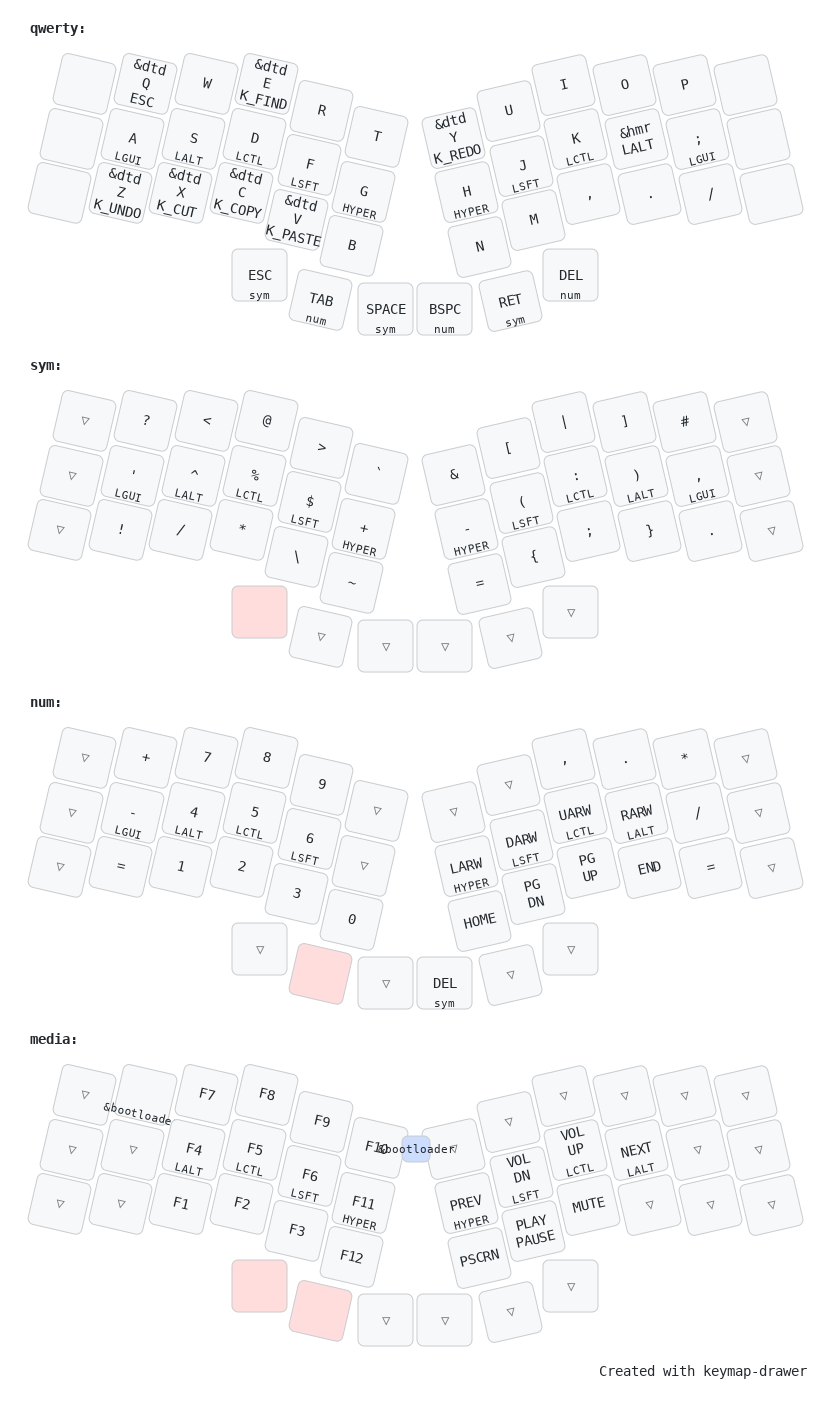 qwerty:
&dtd Q ESC
W
&dtd E K_FIND
R
T
&dtd Y K_REDO
U
I
O
P
A LGUI
S LALT
D LCTL
F LSFT
G HYPER
H HYPER
J LSFT
K LCTL
&hmr LALT
; LGUI
&dtd Z K_UNDO
&dtd X K_CUT
&dtd C K_COPY
&dtd V K_PASTE
B
N
M
,
.
/
ESC sym
TAB num
SPACE sym
BSPC num
RET sym
DEL num
sym:
▽
?
<
@
>
`
&
[
|
]
#
▽
▽
' LGUI
^ LALT
% LCTL
$ LSFT
+ HYPER
- HYPER
( LSFT
: LCTL
) LALT
, LGUI
▽
▽
!
/
*
\
~
=
{
;
}
.
▽
▽
▽
▽
▽
▽
num:
▽
+
7
8
9
▽
▽
▽
,
.
*
▽
▽
- LGUI
4 LALT
5 LCTL
6 LSFT
▽
LARW HYPER
DARW LSFT
UARW LCTL
RARW LALT
/
▽
▽
=
1
2
3
0
HOME
PG DN
PG UP
END
=
▽
▽
▽
DEL sym
▽
▽
media:
▽
&bootloade
F7
F8
F9
F10
&bootloader
▽
▽
▽
▽
▽
▽
▽
▽
F4 LALT
F5 LCTL
F6 LSFT
F11 HYPER
PREV HYPER
VOL DN LSFT
VOL UP LCTL
NEXT LALT
▽
▽
▽
▽
F1
F2
F3
F12
PSCRN
PLAY PAUSE
MUTE
▽
▽
▽
▽
▽
▽
▽
Created with keymap-drawer